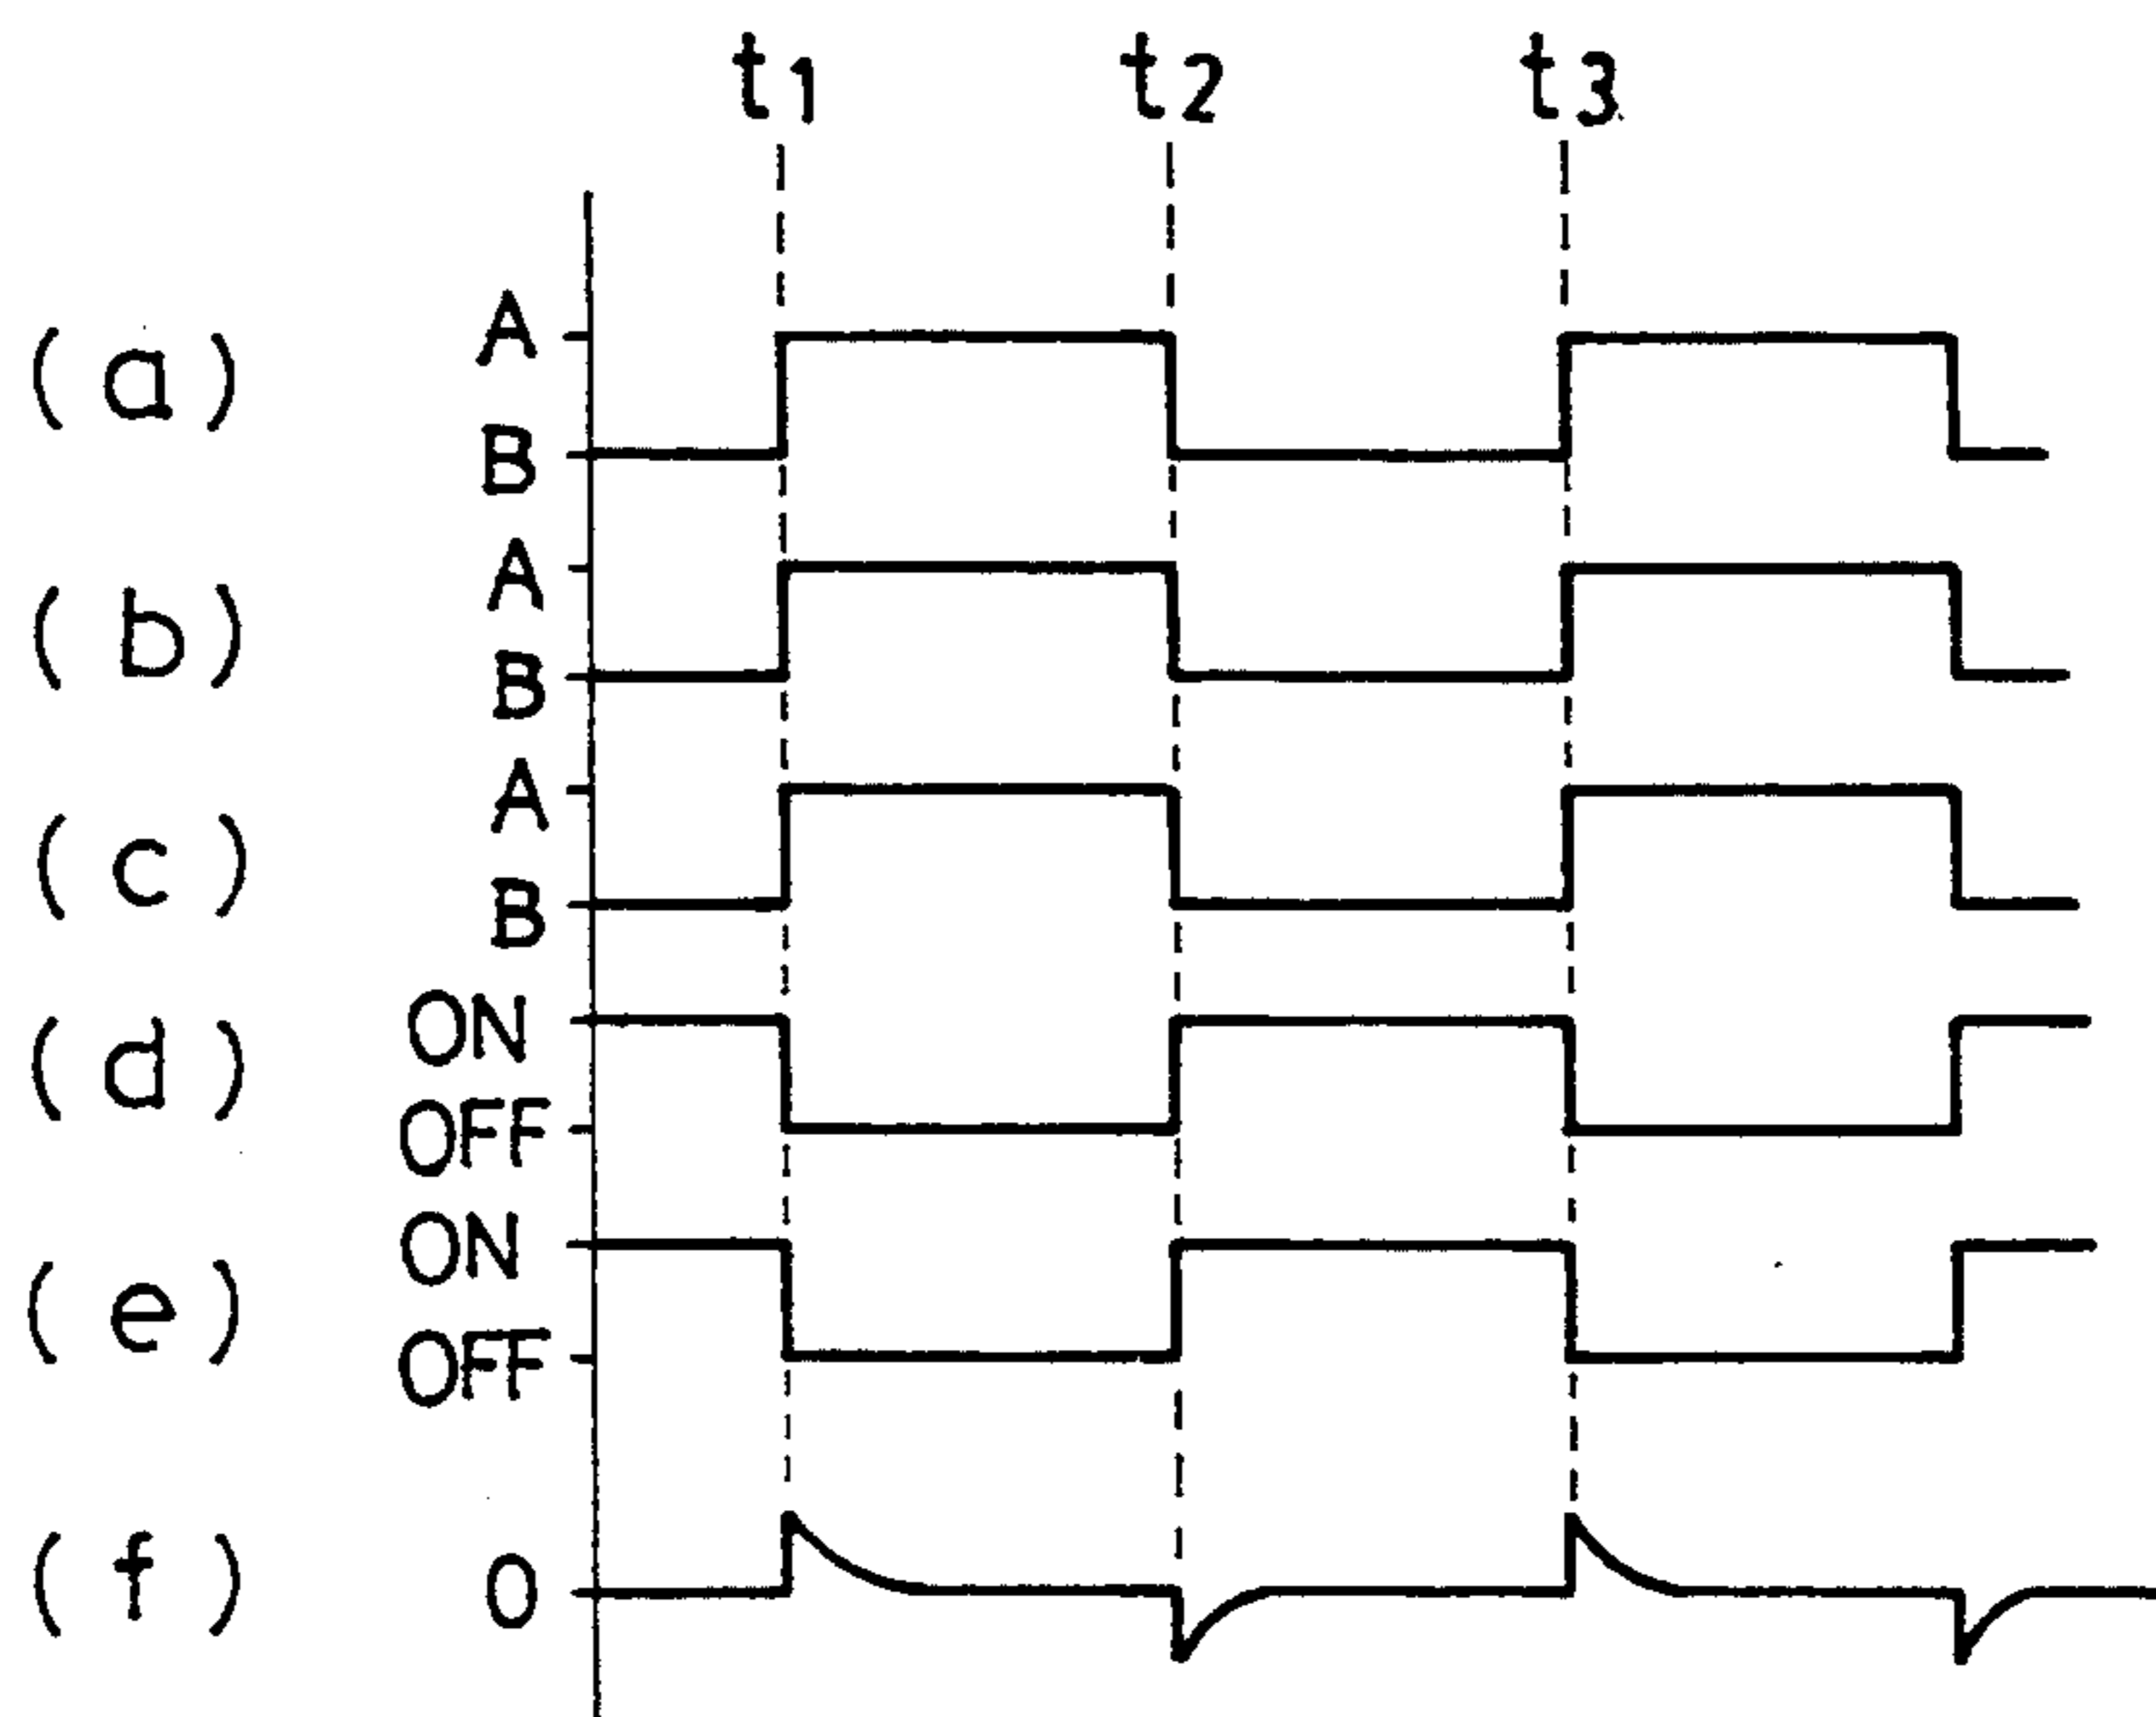 t1 t2 t3
(a) A
B
(b) A
B
(c) A
B
(d) ON
OFF
(e) ON
OFF
(f) 0